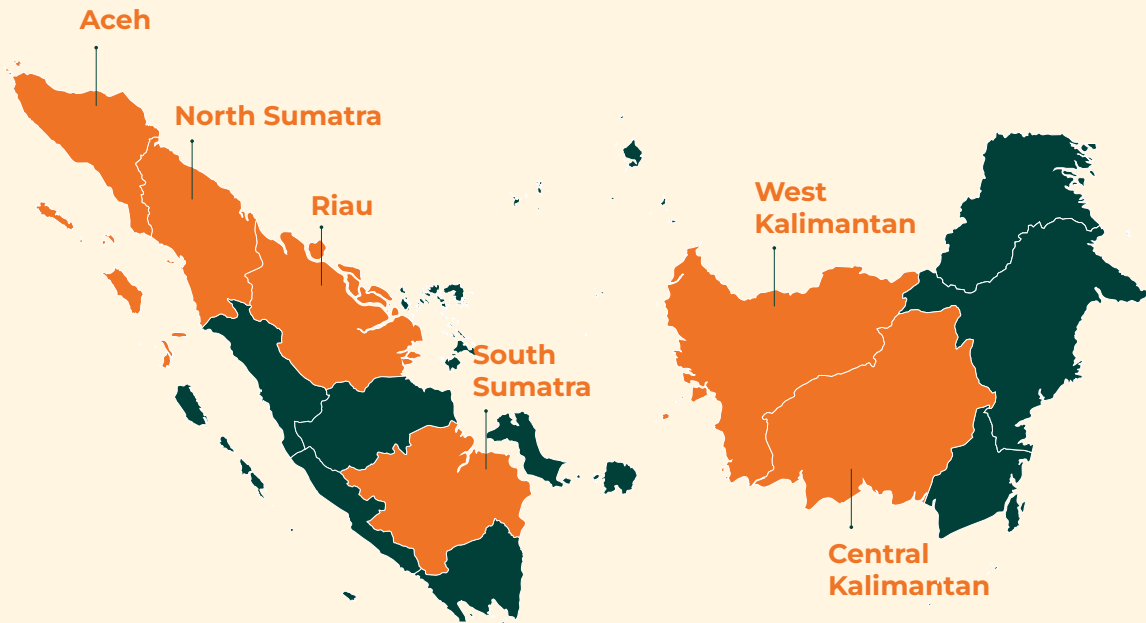 Aceh
North Sumatra
Riau
West
Kalimantan
South
Sumatra
Central
Kalimantan